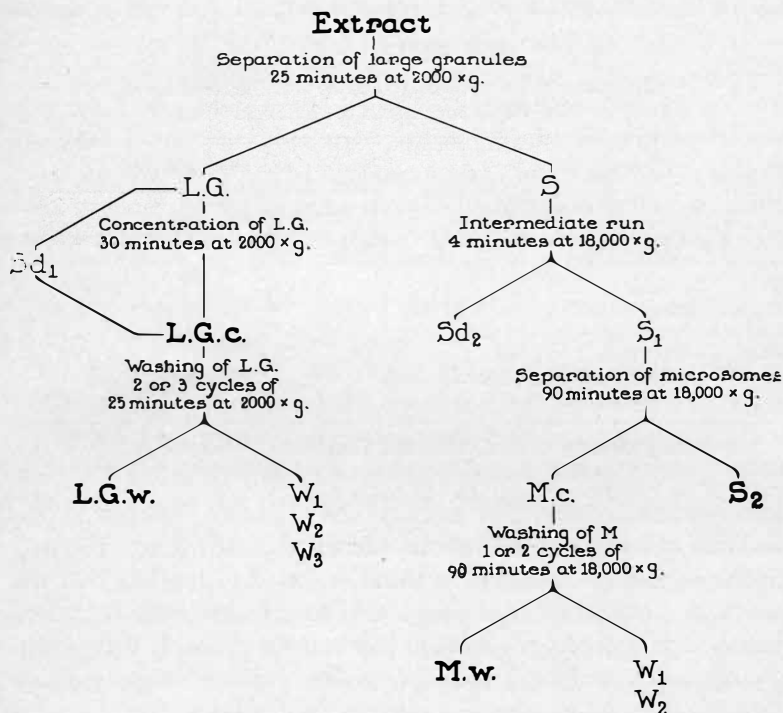 Extract
Separation of large granules
25 minutes at 2000 × g.
L.G.
S
Concentration of L.G.
30 minutes at 2000 × g.
Intermediate run
4 minutes at 18,000 × g.
Sd₁
L.G.c.
Sd₂
S₁
Washing of L.G.
2 or 3 cycles of
25 minutes at 2000 × g.
Separation of microsomes
90 minutes at 18,000 × g.
L.G.w.
W₁
W₂
W₃
M.c.
S₂
Washing of M
1 or 2 cycles of
90 minutes at 18,000 × g.
M.w.
W₁
W₂